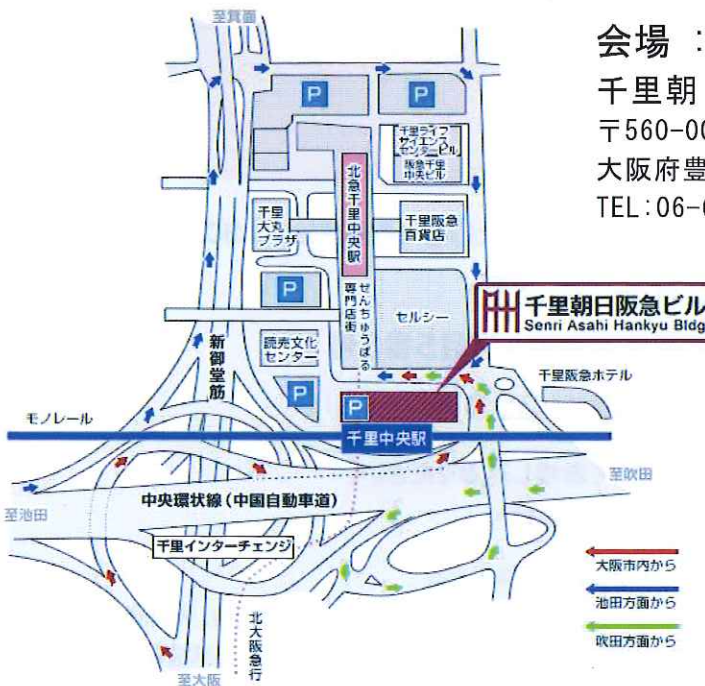 至箕面
会場 :
千里朝
〒560-00
大阪府豊
TEL:06-6
P
P
千里ライフ
サイエンス
センタービル
阪急千里
中央ビル
北急千里中央駅
千里
大丸
プラザ
千里阪急
百貨店
P
せんちゅうぱる
専門店街
セルシー
千里朝日阪急ビル
Senri Asahi Hankyu Bldg
新御堂筋
読売文化
センター
P
P
千里阪急ホテル
モノレール
千里中央駅
中央環状線(中国自動車道)
至吹田
至池田
千里インターチェンジ
大阪市内から
池田方面から
吹田方面から
北大阪急行
至大阪